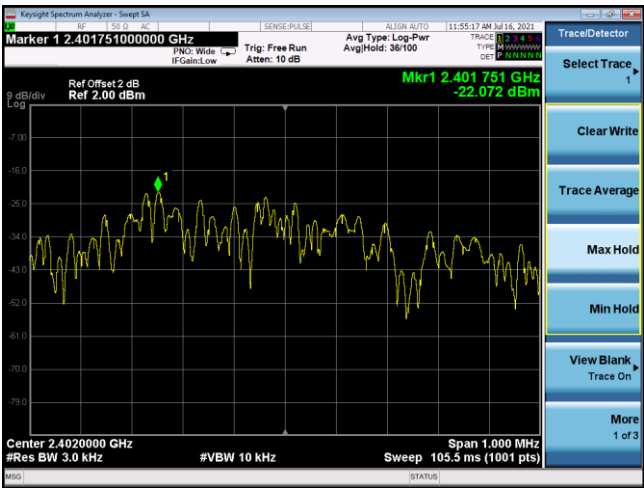 Keysight Spectrum Analyzer - Swept SA
RF 50 Ω AC SENSE:PULSE ALIGN AUTO 11:55:17 AM Jul 16, 2021
Marker 1 2.401751000000 GHz
PNO: Wide
IFGain:Low
Trig: Free Run
Atten: 10 dB
Avg Type: Log-Pwr
Avg|Hold: 36/100
TRACE 1 2 3 4 5 6
TYPE M WWWWW
DET P N N N N N
Ref Offset 2 dB
9 dB/div Ref 2.00 dBm
Log
Mkr1 2.401 751 GHz
-22.072 dBm
1
-7.00
-16.0
-25.0
-34.0
-43.0
-52.0
-61.0
-70.0
-79.0
Center 2.4020000 GHz Span 1.000 MHz
#Res BW 3.0 kHz #VBW 10 kHz Sweep 105.5 ms (1001 pts)
MSG STATUS
Trace/Detector
Select Trace
1
Clear Write
Trace Average
Max Hold
Min Hold
View Blank
Trace On
More
1 of 3